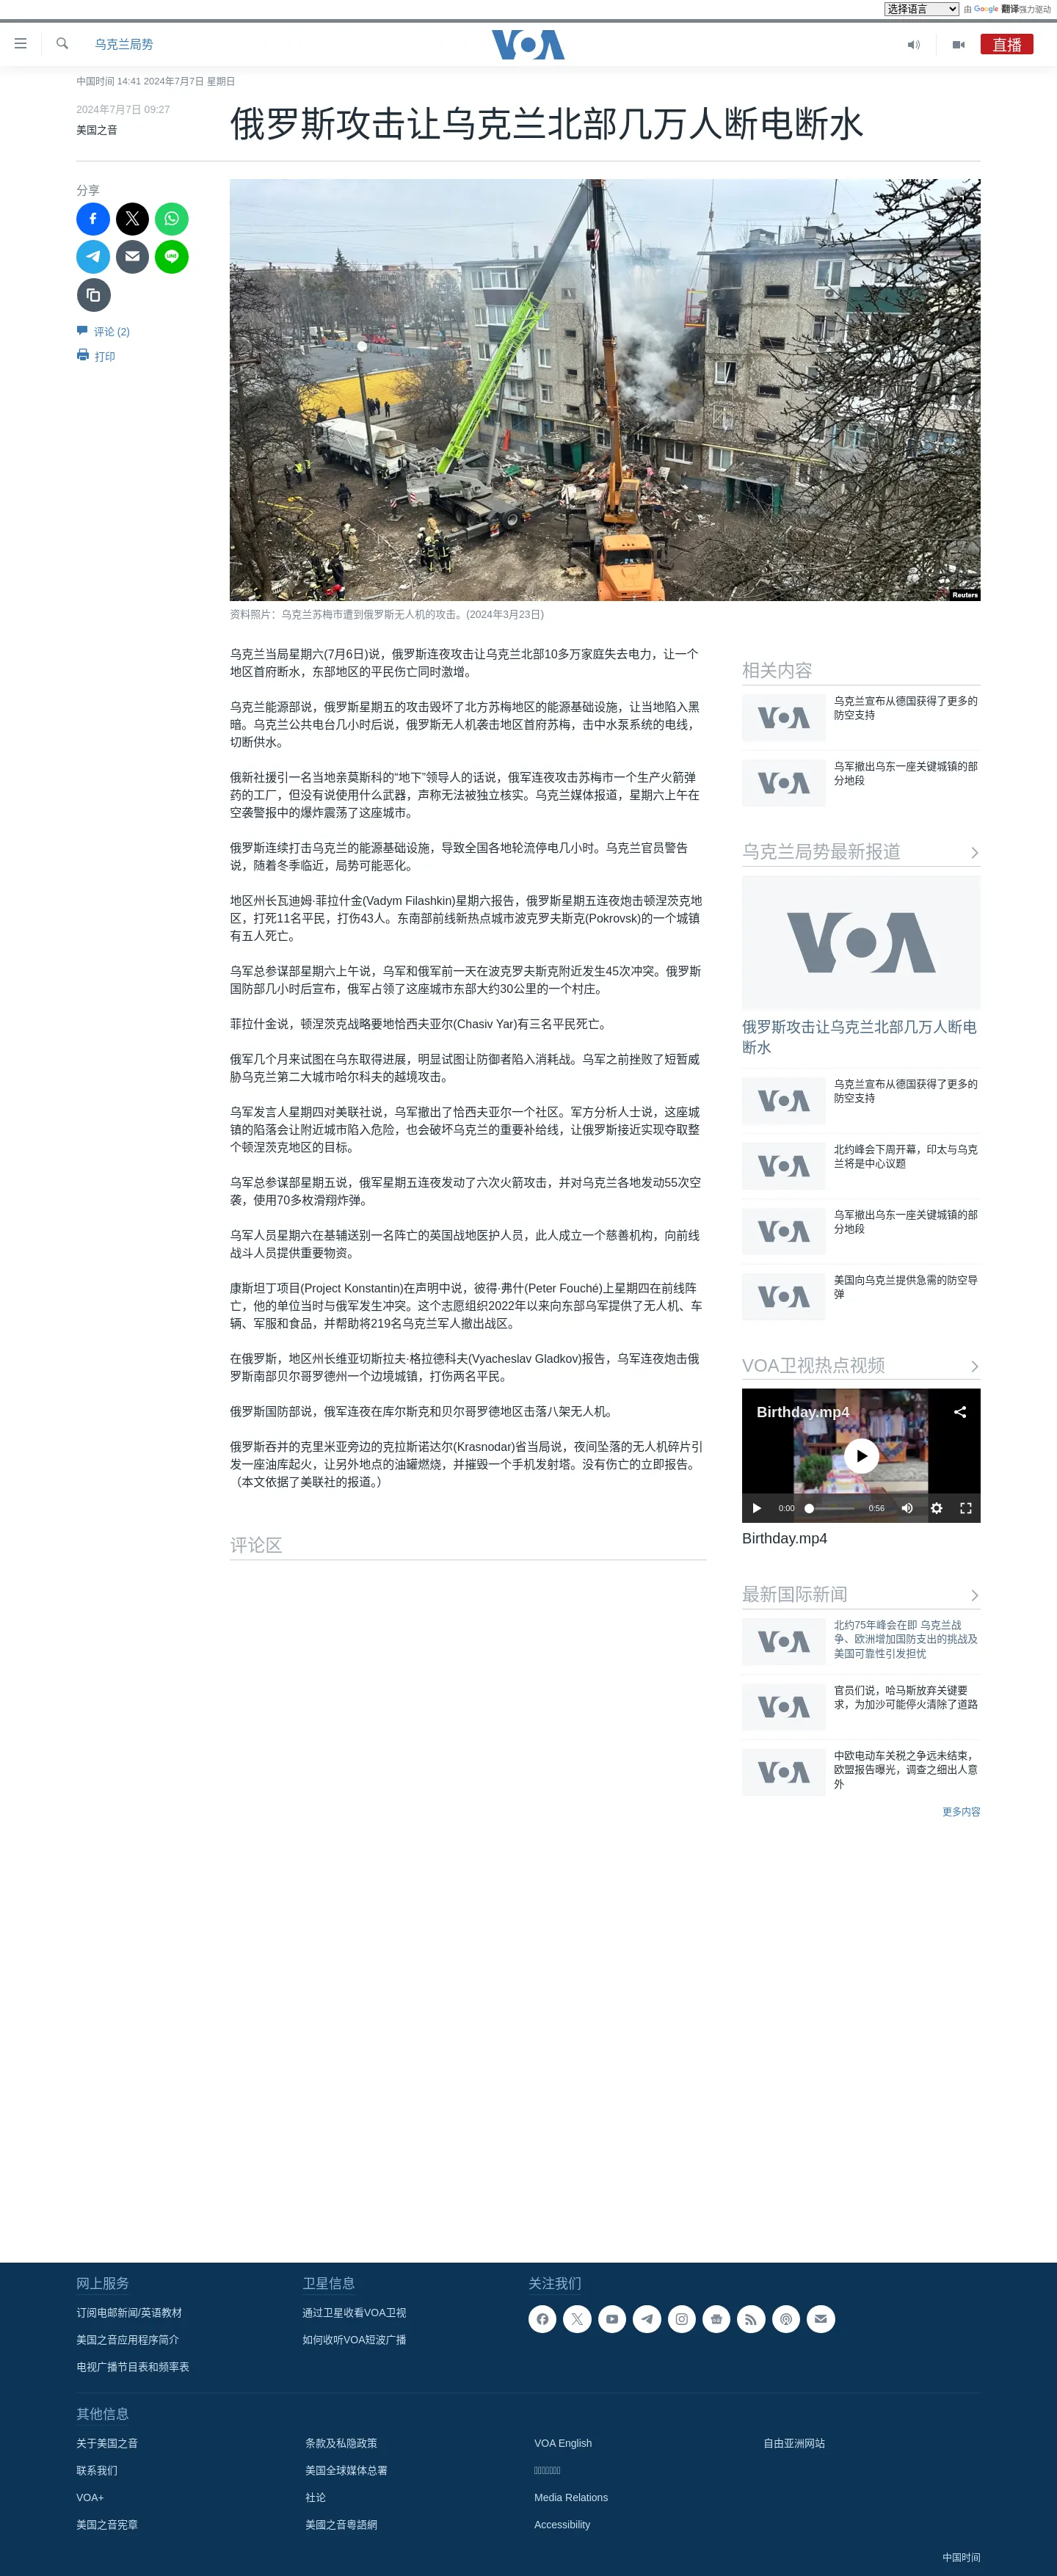 选择语言
由 Google 翻译强力驱动
乌克兰局势
VOA
直播
中国时间 14:41 2024年7月7日 星期日
2024年7月7日 09:27
美国之音
俄罗斯攻击让乌克兰北部几万人断电断水
分享
评论 (2)
打印
Reuters
资料照片：乌克兰苏梅市遭到俄罗斯无人机的攻击。(2024年3月23日)
乌克兰当局星期六(7月6日)说，俄罗斯连夜攻击让乌克兰北部10多万家庭失去电力，让一个
地区首府断水，东部地区的平民伤亡同时激增。
乌克兰能源部说，俄罗斯星期五的攻击毁坏了北方苏梅地区的能源基础设施，让当地陷入黑
暗。乌克兰公共电台几小时后说，俄罗斯无人机袭击地区首府苏梅，击中水泵系统的电线，
切断供水。
俄新社援引一名当地亲莫斯科的“地下”领导人的话说，俄军连夜攻击苏梅市一个生产火箭弹
药的工厂，但没有说使用什么武器，声称无法被独立核实。乌克兰媒体报道，星期六上午在
空袭警报中的爆炸震荡了这座城市。
俄罗斯连续打击乌克兰的能源基础设施，导致全国各地轮流停电几小时。乌克兰官员警告
说，随着冬季临近，局势可能恶化。
地区州长瓦迪姆·菲拉什金(Vadym Filashkin)星期六报告，俄罗斯星期五连夜炮击顿涅茨克地
区，打死11名平民，打伤43人。东南部前线新热点城市波克罗夫斯克(Pokrovsk)的一个城镇
有五人死亡。
乌军总参谋部星期六上午说，乌军和俄军前一天在波克罗夫斯克附近发生45次冲突。俄罗斯
国防部几小时后宣布，俄军占领了这座城市东部大约30公里的一个村庄。
菲拉什金说，顿涅茨克战略要地恰西夫亚尔(Chasiv Yar)有三名平民死亡。
俄军几个月来试图在乌东取得进展，明显试图让防御者陷入消耗战。乌军之前挫败了短暂威
胁乌克兰第二大城市哈尔科夫的越境攻击。
乌军发言人星期四对美联社说，乌军撤出了恰西夫亚尔一个社区。军方分析人士说，这座城
镇的陷落会让附近城市陷入危险，也会破坏乌克兰的重要补给线，让俄罗斯接近实现夺取整
个顿涅茨克地区的目标。
乌军总参谋部星期五说，俄军星期五连夜发动了六次火箭攻击，并对乌克兰各地发动55次空
袭，使用70多枚滑翔炸弹。
乌军人员星期六在基辅送别一名阵亡的英国战地医护人员，此人成立一个慈善机构，向前线
战斗人员提供重要物资。
康斯坦丁项目(Project Konstantin)在声明中说，彼得·弗什(Peter Fouché)上星期四在前线阵
亡，他的单位当时与俄军发生冲突。这个志愿组织2022年以来向东部乌军提供了无人机、车
辆、军服和食品，并帮助将219名乌克兰军人撤出战区。
在俄罗斯，地区州长维亚切斯拉夫·格拉德科夫(Vyacheslav Gladkov)报告，乌军连夜炮击俄
罗斯南部贝尔哥罗德州一个边境城镇，打伤两名平民。
俄罗斯国防部说，俄军连夜在库尔斯克和贝尔哥罗德地区击落八架无人机。
俄罗斯吞并的克里米亚旁边的克拉斯诺达尔(Krasnodar)省当局说，夜间坠落的无人机碎片引
发一座油库起火，让另外地点的油罐燃烧，并摧毁一个手机发射塔。没有伤亡的立即报告。
（本文依据了美联社的报道。）
评论区
相关内容
VOA
乌克兰宣布从德国获得了更多的
防空支持
VOA
乌军撤出乌东一座关键城镇的部
分地段
乌克兰局势最新报道
VOA
俄罗斯攻击让乌克兰北部几万人断电
断水
VOA
乌克兰宣布从德国获得了更多的
防空支持
VOA
北约峰会下周开幕，印太与乌克
兰将是中心议题
VOA
乌军撤出乌东一座关键城镇的部
分地段
VOA
美国向乌克兰提供急需的防空导
弹
VOA卫视热点视频
Birthday.mp4
0:00
0:56
Birthday.mp4
最新国际新闻
VOA
北约75年峰会在即 乌克兰战
争、欧洲增加国防支出的挑战及
美国可靠性引发担忧
VOA
官员们说，哈马斯放弃关键要
求，为加沙可能停火清除了道路
VOA
中欧电动车关税之争远未结束，
欧盟报告曝光，调查之细出人意
外
更多内容
网上服务
订阅电邮新闻/英语教材
美国之音应用程序简介
电视广播节目表和频率表
卫星信息
通过卫星收看VOA卫视
如何收听VOA短波广播
关注我们
其他信息
关于美国之音
联系我们
VOA+
美国之音宪章
条款及私隐政策
美国全球媒体总署
社论
美國之音粵語網
VOA English
Media Relations
Accessibility
自由亚洲网站
中国时间